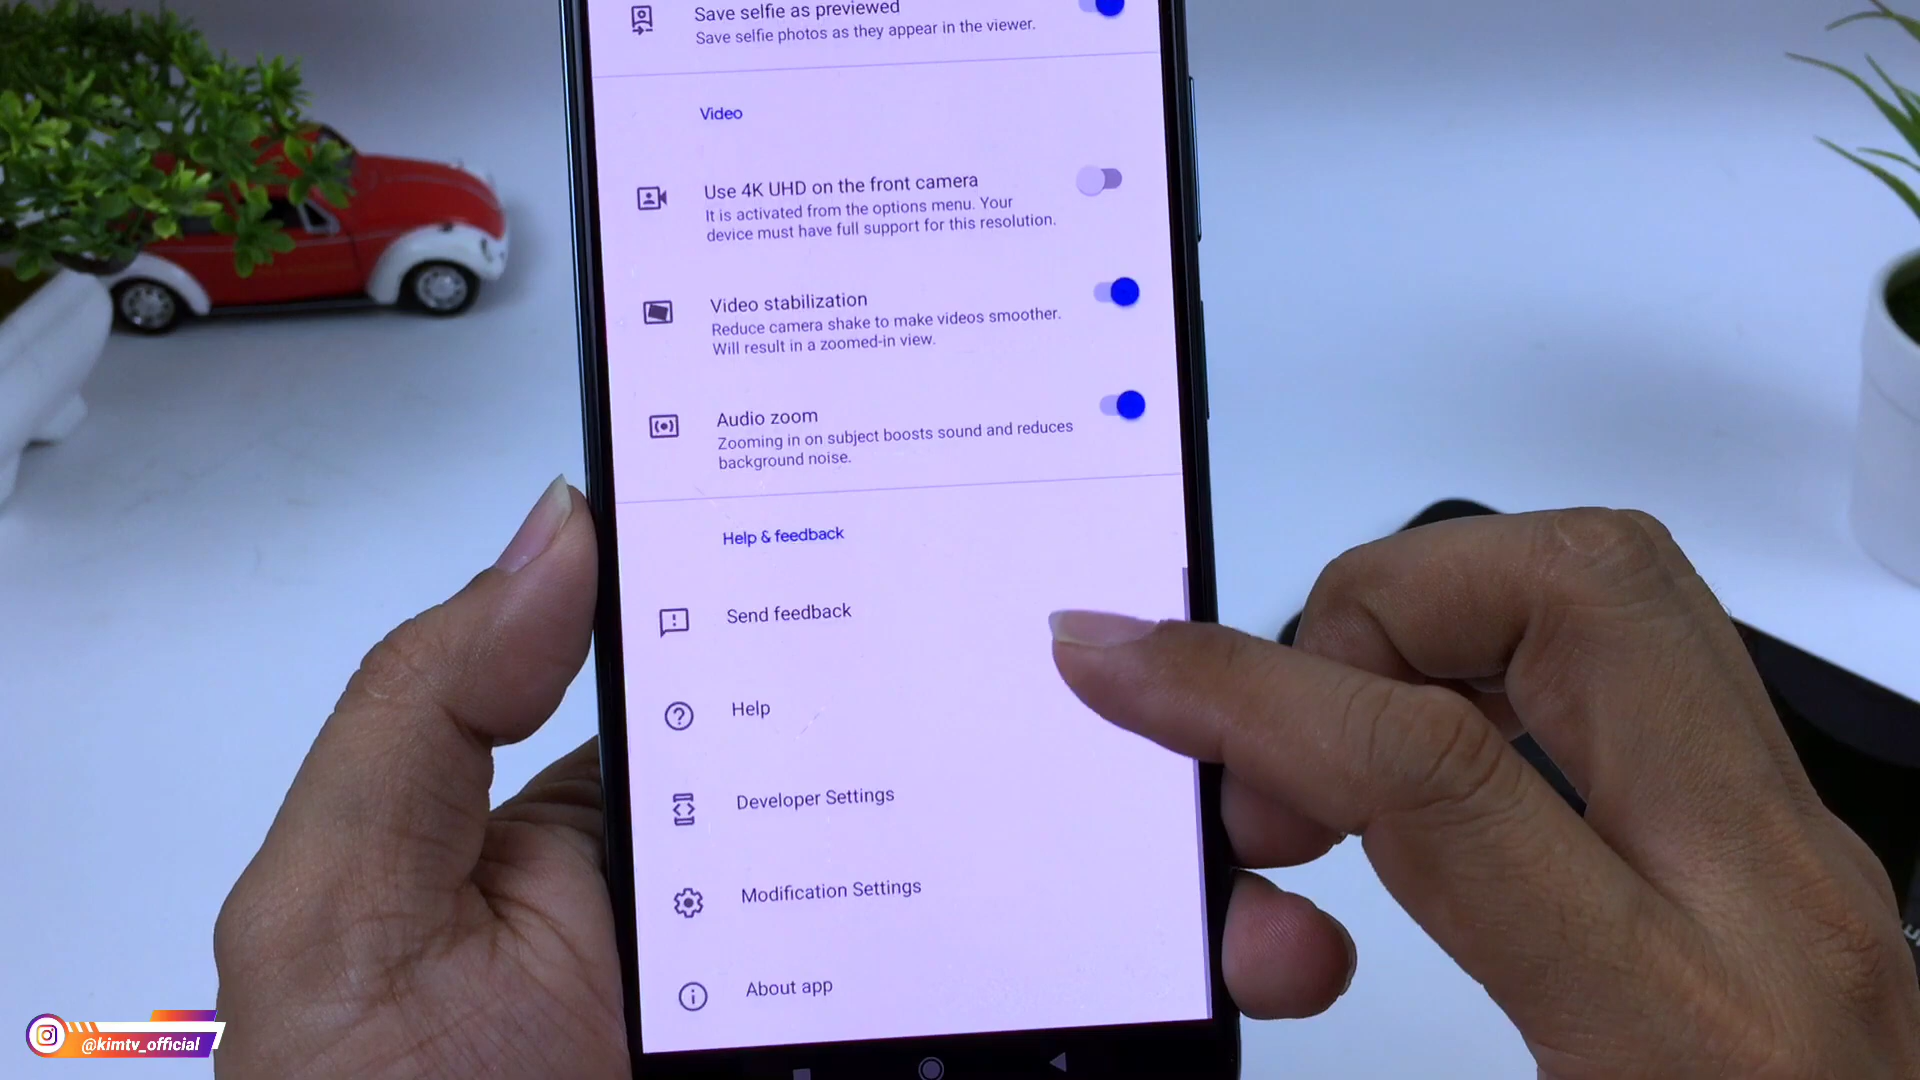 Save selfie as previewed
Save selfie photos as they appear in the viewer.
Video
Use 4K UHD on the front camera
It is activated from the options menu. Your
device must have full support for this resolution.
Video stabilization
Reduce camera shake to make videos smoother.
Will result in a zoomed-in view.
Audio zoom
Zooming in on subject boosts sound and reduces
background noise.
Help & feedback
Send feedback
Help
Developer Settings
Modification Settings
About app
@kimtv_official